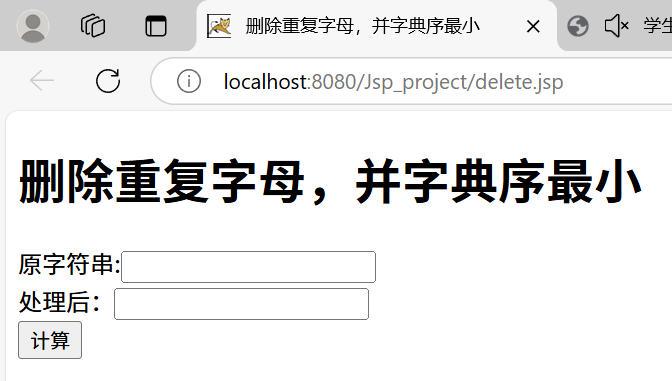 删除重复字母，并字典序最小
学生
localhost:8080/Jsp_project/delete.jsp
删除重复字母，并字典序最小
原字符串:
处理后：
计算